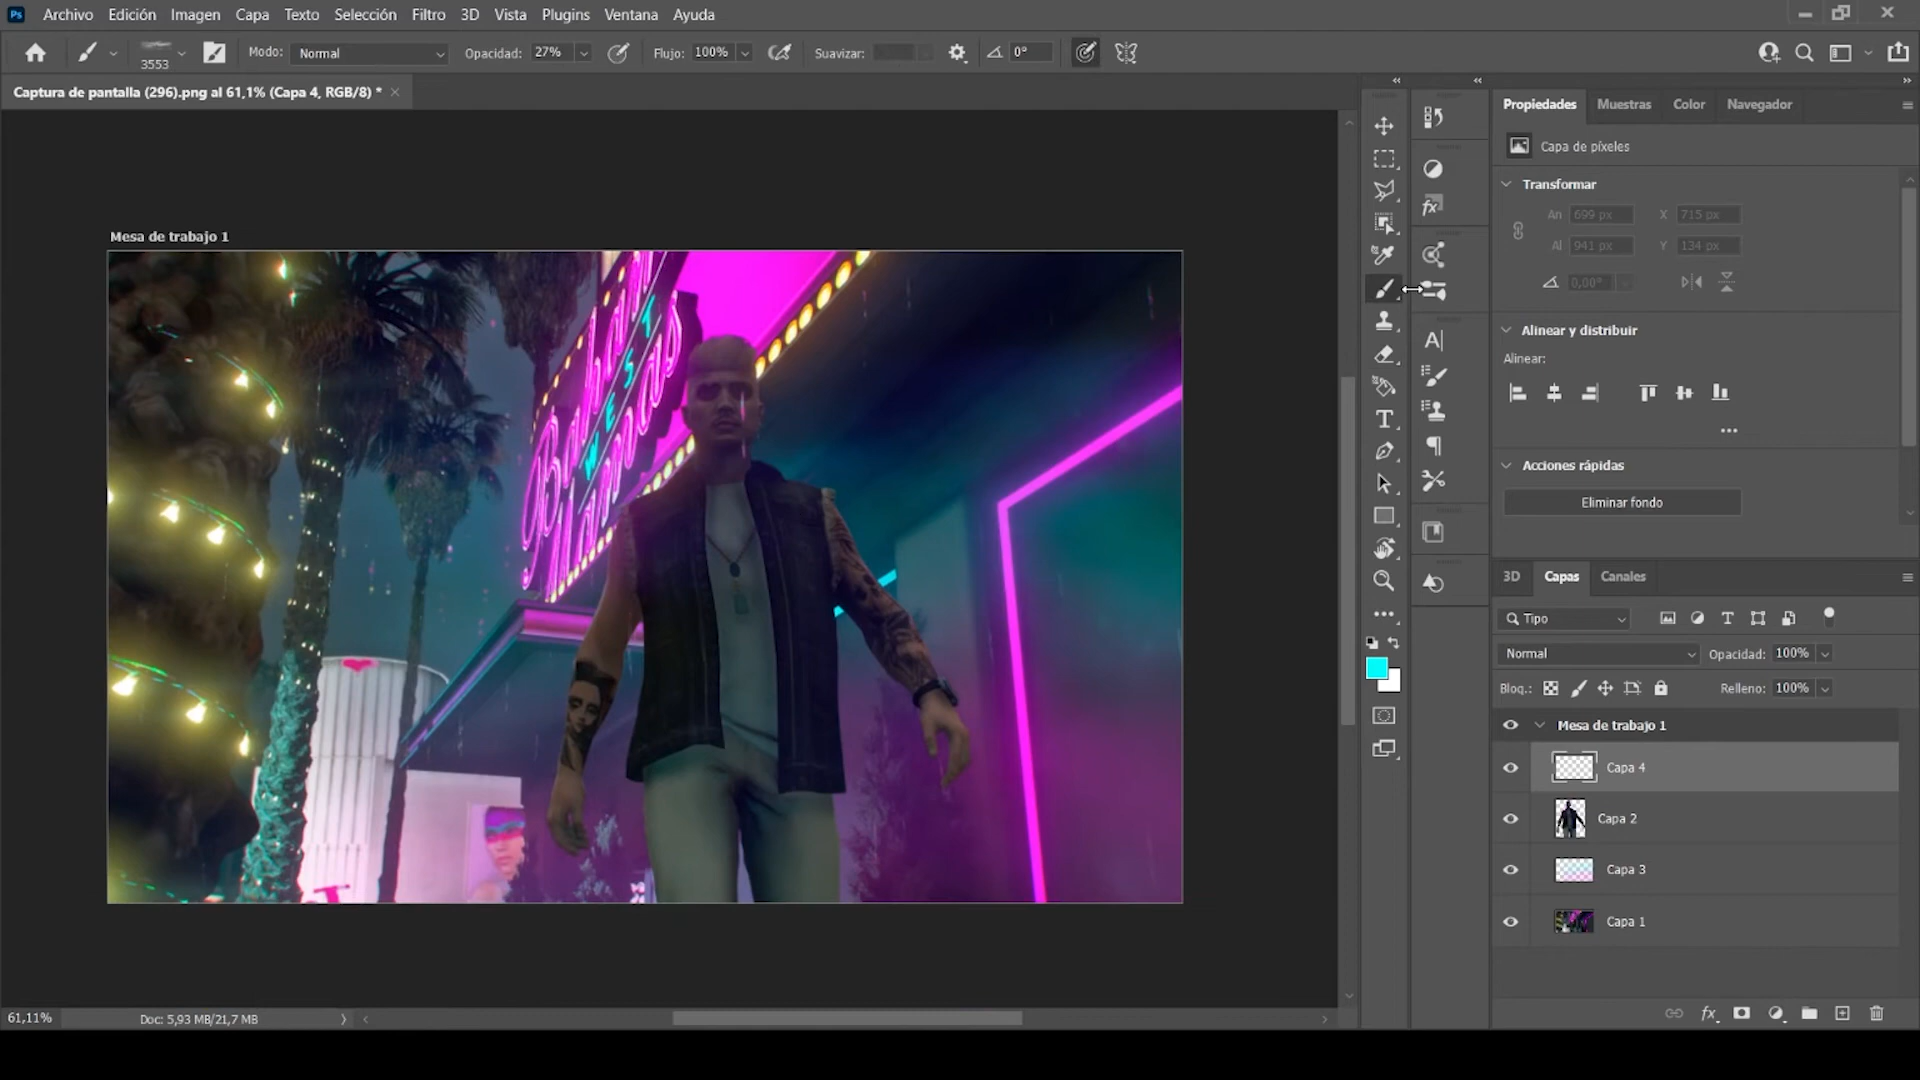 Ps Archivo Edición Imagen Capa Texto Selección Filtro 3D Vista Plugins Ventana Ayuda
3553 Modo: Normal Opacidad: 27% Flujo: 100% Suavizar: 0°
Captura de pantalla (296).png al 61,1% (Capa 4, RGB/8) *
Propiedades Muestras Color Navegador
Capa de píxeles
Transformar
An 699 px X 715 px
Al 941 px Y 134 px
0,00°
Alinear y distribuir
Alinear:
Acciones rápidas
Eliminar fondo
Mesa de trabajo 1
WEST
3D Capas Canales
Tipo
Normal Opacidad: 100%
Bloq.: Relleno: 100%
Mesa de trabajo 1
Capa 4
Capa 2
Capa 3
Capa 1
fx
61,11% Doc: 5,93 MB/21,7 MB